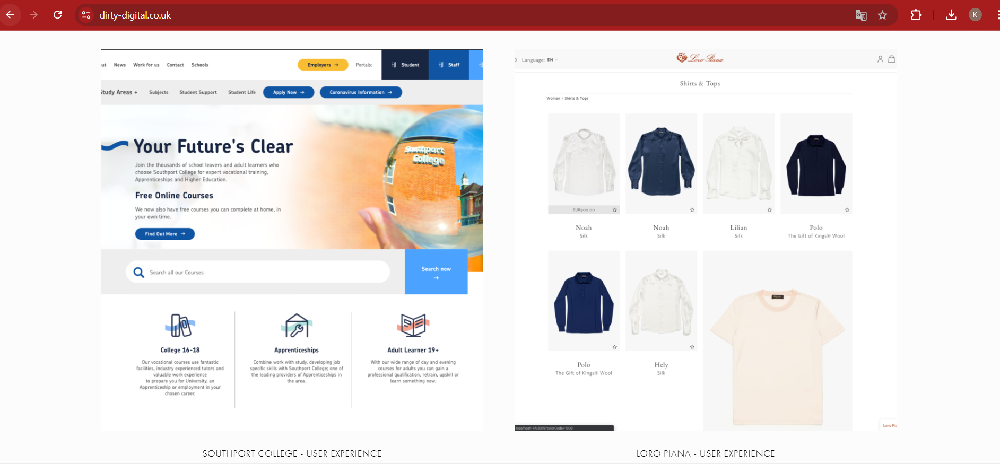 dirty-digital.co.uk
K
ut News Work for us Contact Schools Employers → Portals: Student Staff
Study Areas + Subjects Student Support Student Life Apply Now → Coronavirus Information →
Your Future's Clear
Join the thousands of school leavers and adult learners who
choose Southport College for expert vocational training,
Apprenticeships and Higher Education.
Free Online Courses
We now also have free courses you can complete at home, in
your own time.
Find Out More →
Southport
College
Search all our Courses
Search now
→
College 16-18
Our vocational courses use fantastic
facilities, industry experienced tutors and
valuable work experience
to prepare you for University, an
Apprenticeship or employment in your
chosen career.
Apprenticeships
Combine work with study, developing job
specific skills with Southport College; one of
the leading providers of Apprenticeships in
the area.
Adult Learner 19+
With our wide range of day and evening
courses for adults you can gain a
professional qualification, retrain, upskill or
learn something new.
SOUTHPORT COLLEGE - USER EXPERIENCE
Language: EN
Loro Piana
Shirts & Tops
Woman > Shirts & Tops
EUR900.00
Noah
Silk
Noah
Silk
Lilian
Silk
Polo
The Gift of Kings® Wool
Polo
The Gift of Kings® Wool
Hely
Silk
tops/noah-FAI3315?colorCode=1000
Loro Pia
LORO PIANA - USER EXPERIENCE